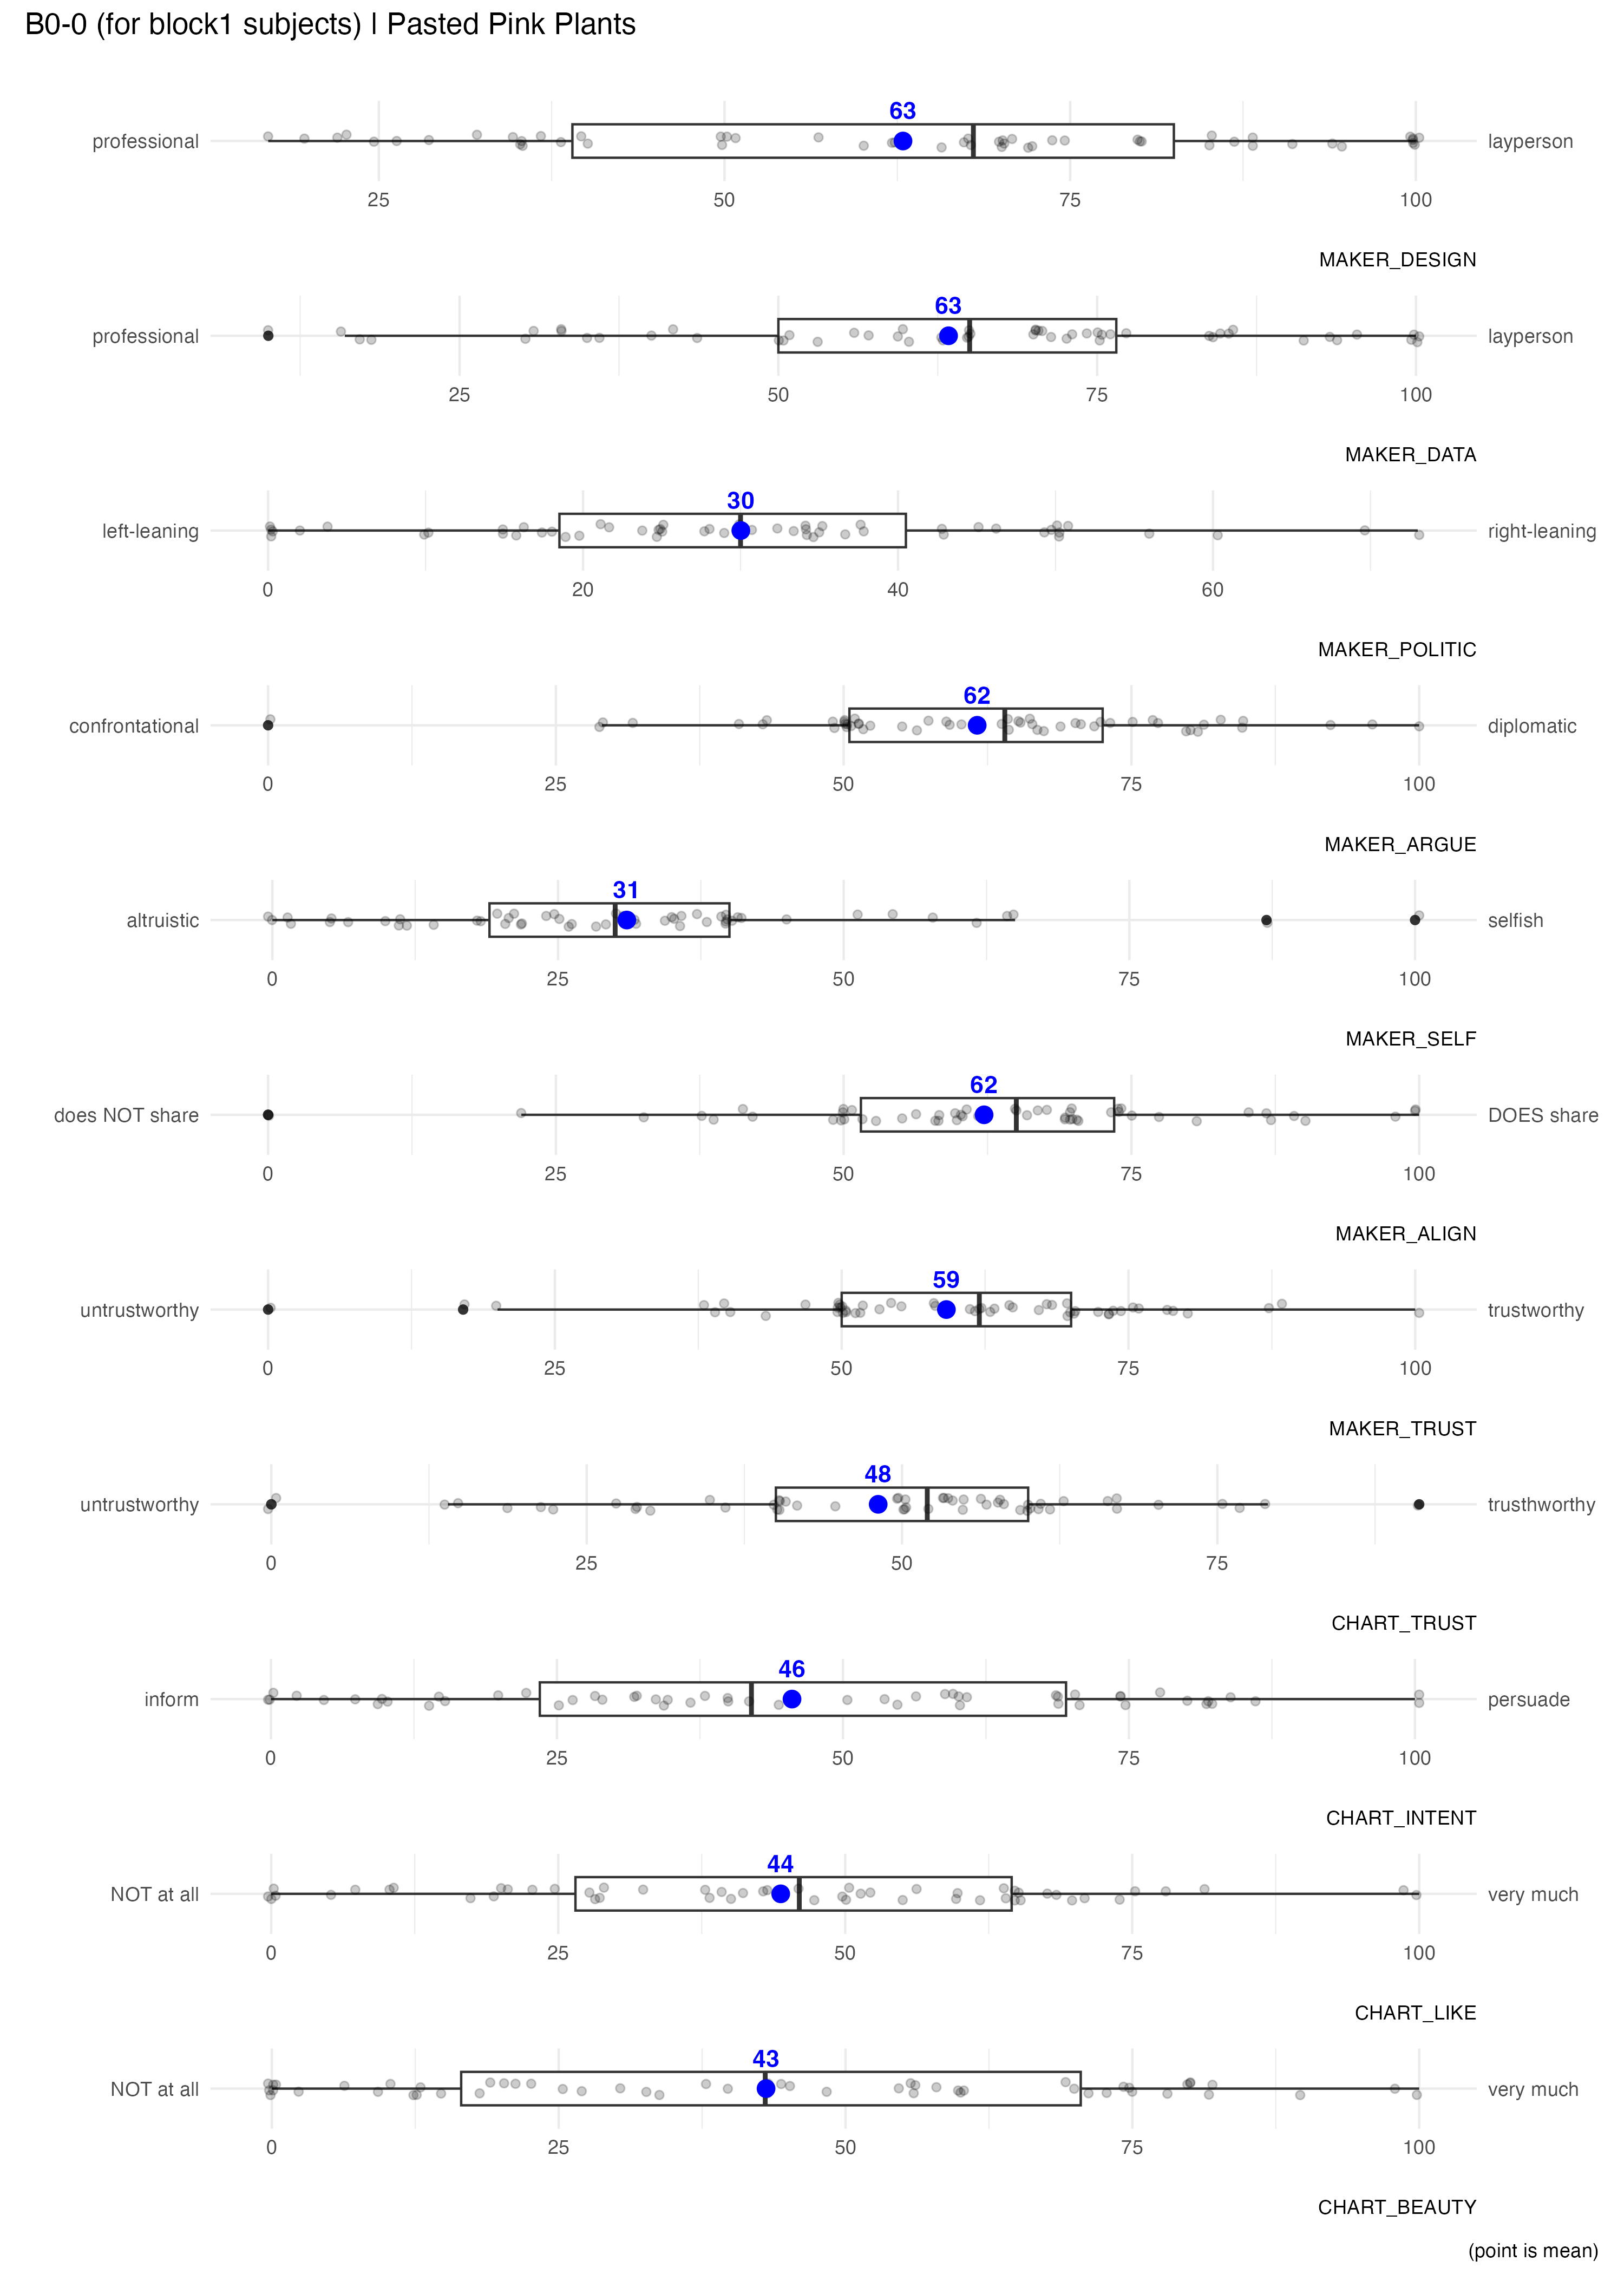 B0-0 (for block1 subjects) | Pasted Pink Plants
63
professional layperson
25 50 75 100
MAKER_DESIGN
63
professional layperson
25 50 75 100
MAKER_DATA
30
left-leaning right-leaning
0 20 40 60
MAKER_POLITIC
62
confrontational diplomatic
0 25 50 75 100
MAKER_ARGUE
31
altruistic selfish
0 25 50 75 100
MAKER_SELF
62
does NOT share DOES share
0 25 50 75 100
MAKER_ALIGN
59
untrustworthy trustworthy
0 25 50 75 100
MAKER_TRUST
48
untrustworthy trusthworthy
0 25 50 75
CHART_TRUST
46
inform persuade
0 25 50 75 100
CHART_INTENT
44
NOT at all very much
0 25 50 75 100
CHART_LIKE
43
NOT at all very much
0 25 50 75 100
CHART_BEAUTY
(point is mean)